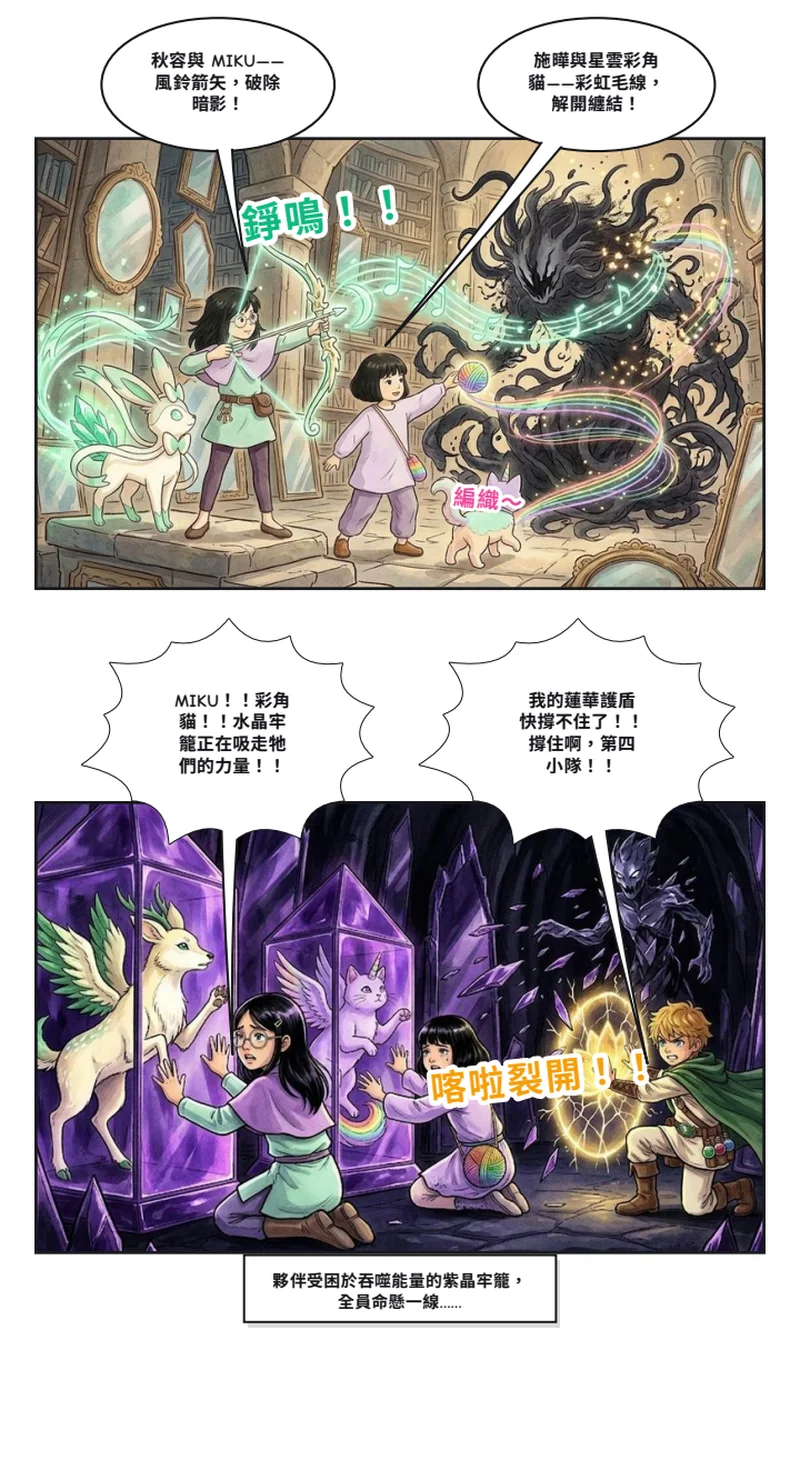 秋容與 MIKU——
風鈴箭矢，破除
暗影！
施曄與星雲彩角
貓——彩虹毛線，
解開纏結！
錚鳴！！
編織~
MIKU！！彩角
貓！！水晶牢
籠正在吸走牠
們的力量！！
我的蓮華護盾
快撐不住了！！
撐住啊，第四
小隊！！
喀啦裂開！！
夥伴受困於吞噬能量的紫晶牢籠，
全員命懸一線......